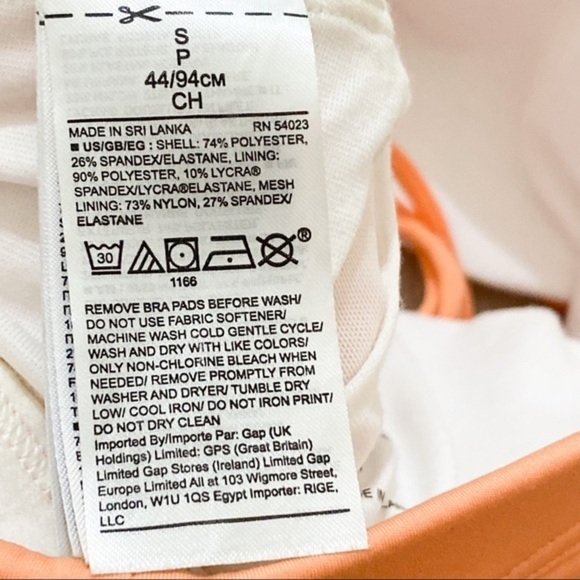 S
P
44/94CM
CH
MADE IN SRI LANKA RN 54023
■ US/GB/EG : SHELL: 74% POLYESTER,
26% SPANDEX/ELASTANE, LINING:
90% POLYESTER, 10% LYCRA®
SPANDEX/LYCRA®ELASTANE, MESH
LINING: 73% NYLON, 27% SPANDEX/
ELASTANE
30 ®
1166
REMOVE BRA PADS BEFORE WASH/
DO NOT USE FABRIC SOFTENER/
MACHINE WASH COLD GENTLE CYCLE/
WASH AND DRY WITH LIKE COLORS/
ONLY NON-CHLORINE BLEACH WHEN
NEEDED/ REMOVE PROMPTLY FROM
WASHER AND DRYER/ TUMBLE DRY
LOW/ COOL IRON/ DO NOT IRON PRINT/
DO NOT DRY CLEAN
Imported By/Importe Par: Gap (UK
Holdings) Limited: GPS (Great Britain)
Limited Gap Stores (Ireland) Limited Gap
Europe Limited All at 103 Wigmore Street,
London, W1U 1QS Egypt Importer: RIGE,
LLC